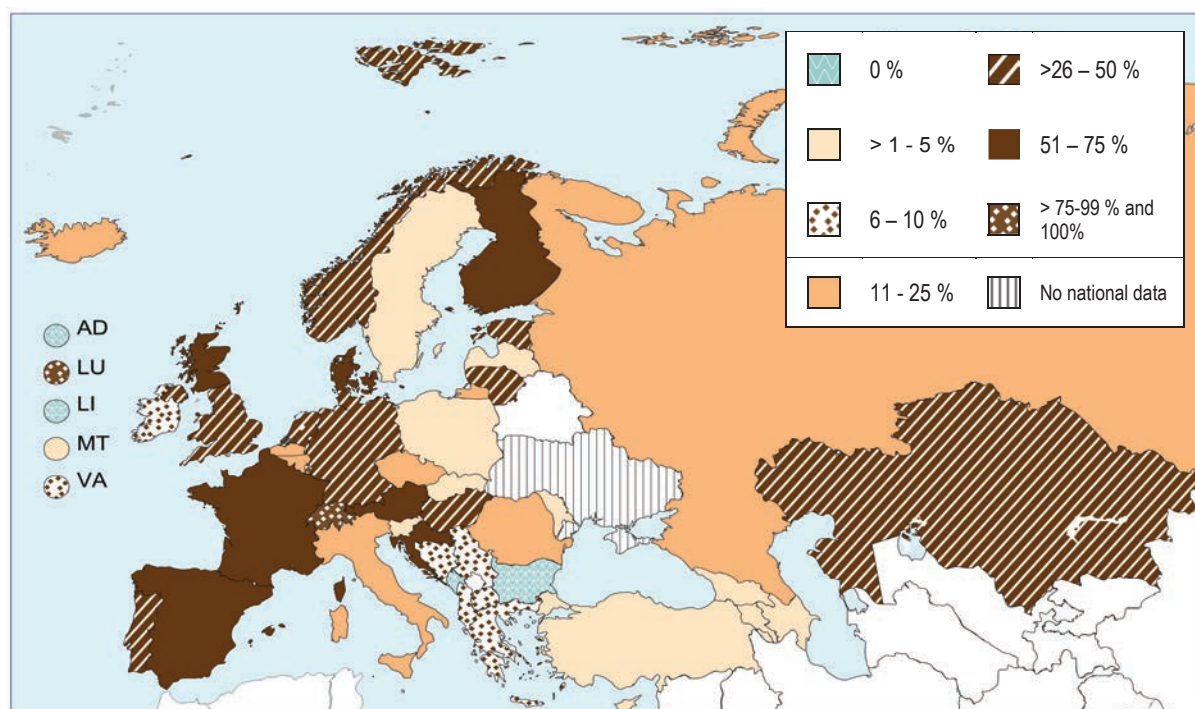 0 %
>26 – 50 %
> 1 - 5 %
51 – 75 %
6 – 10 %
> 75-99 % and
100%
11 - 25 %
No national data
AD
LU
LI
MT
VA